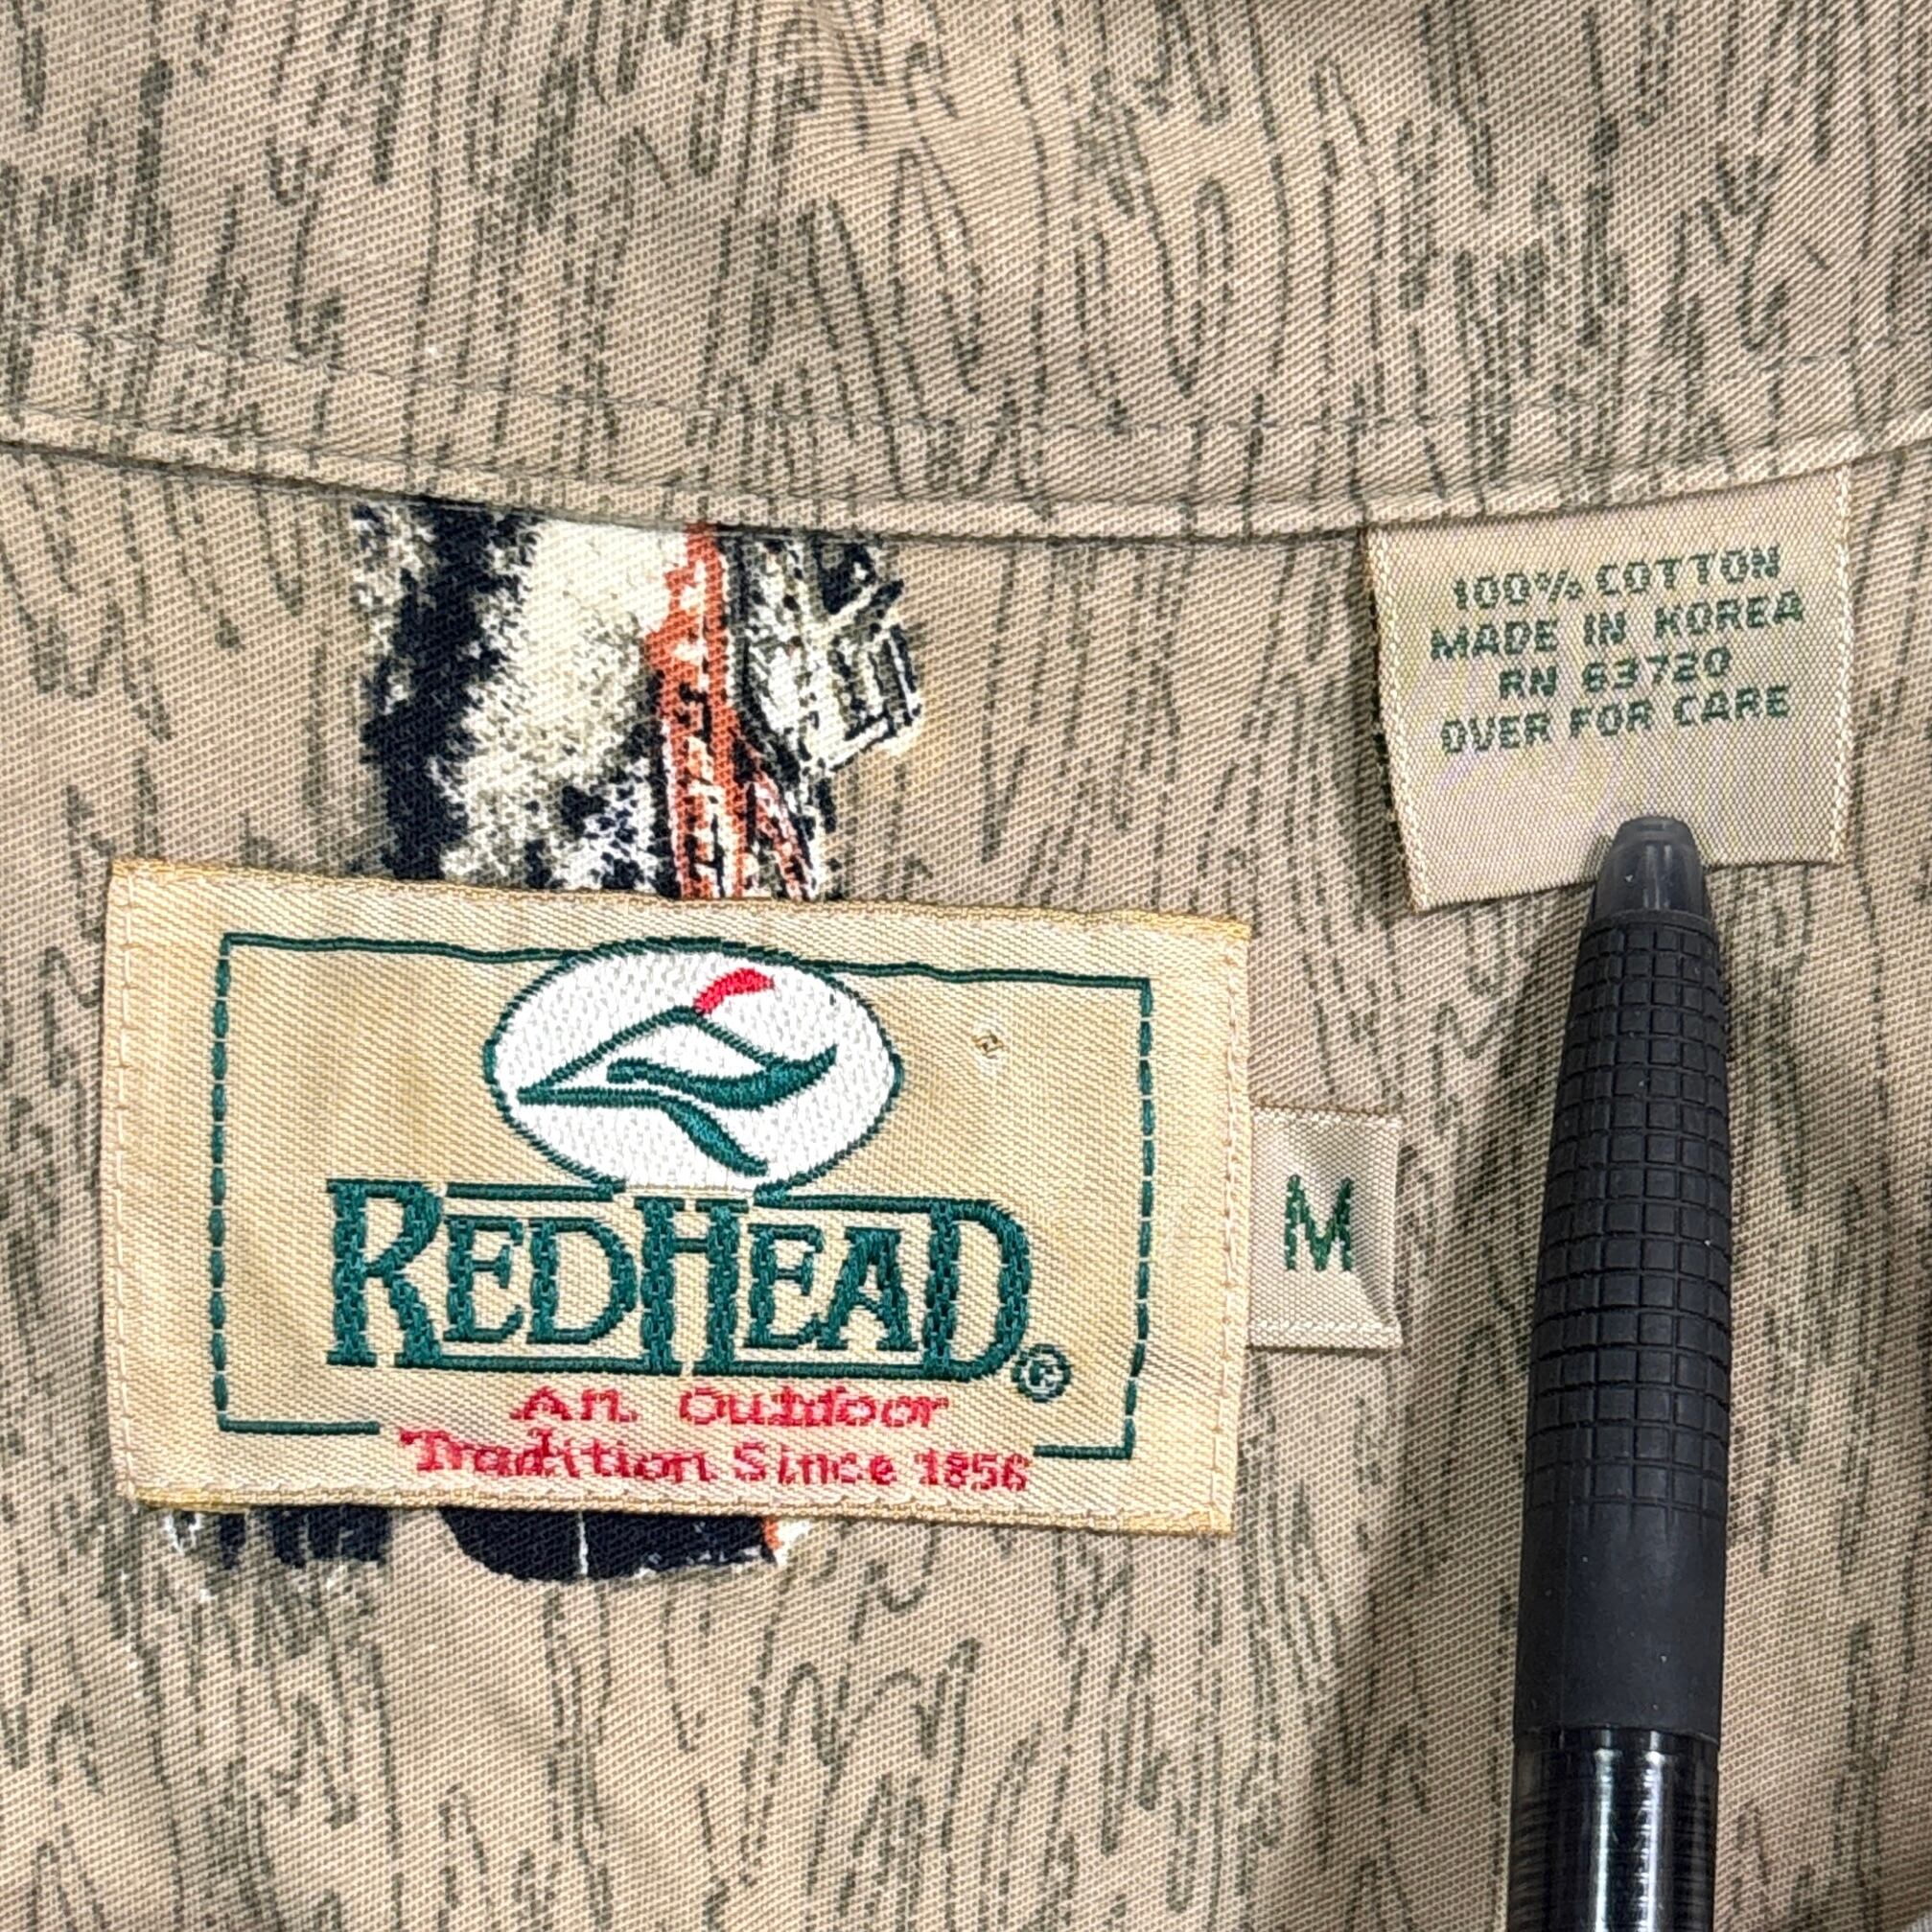 100% COTTON
MADE IN KOREA
RN 63720
OVER FOR CARE
REDHEAD®
An Outdoor
Tradition Since 1856
M